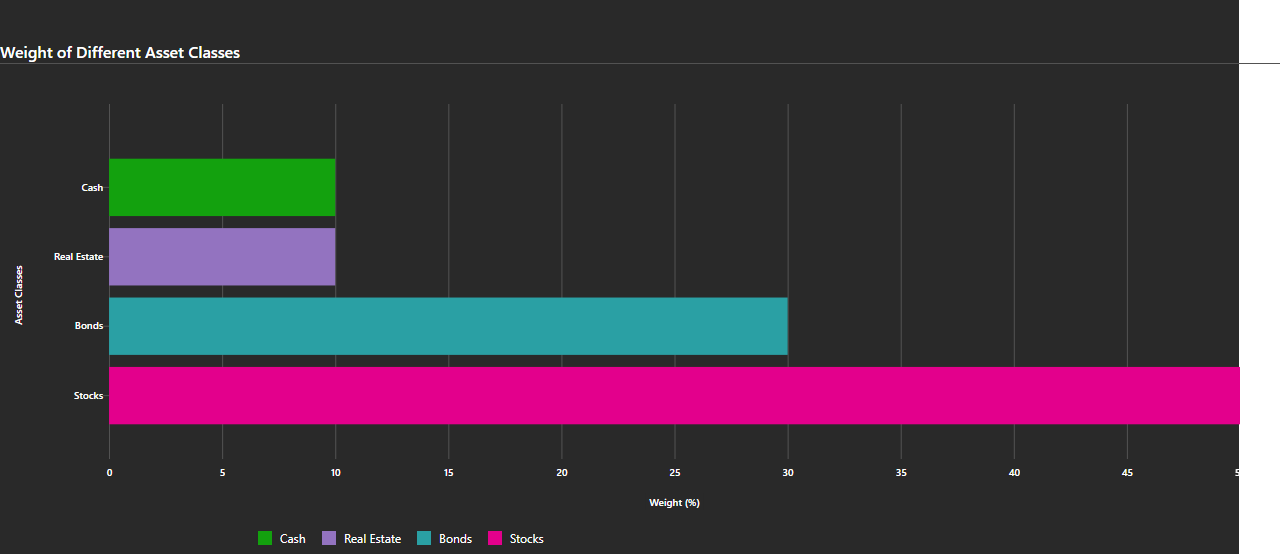 Weight of Different Asset Classes
Asset Classes
Cash
Real Estate
Bonds
Stocks
0 5 10 15 20 25 30 35 40 45
Weight (%)
Cash Real Estate Bonds Stocks